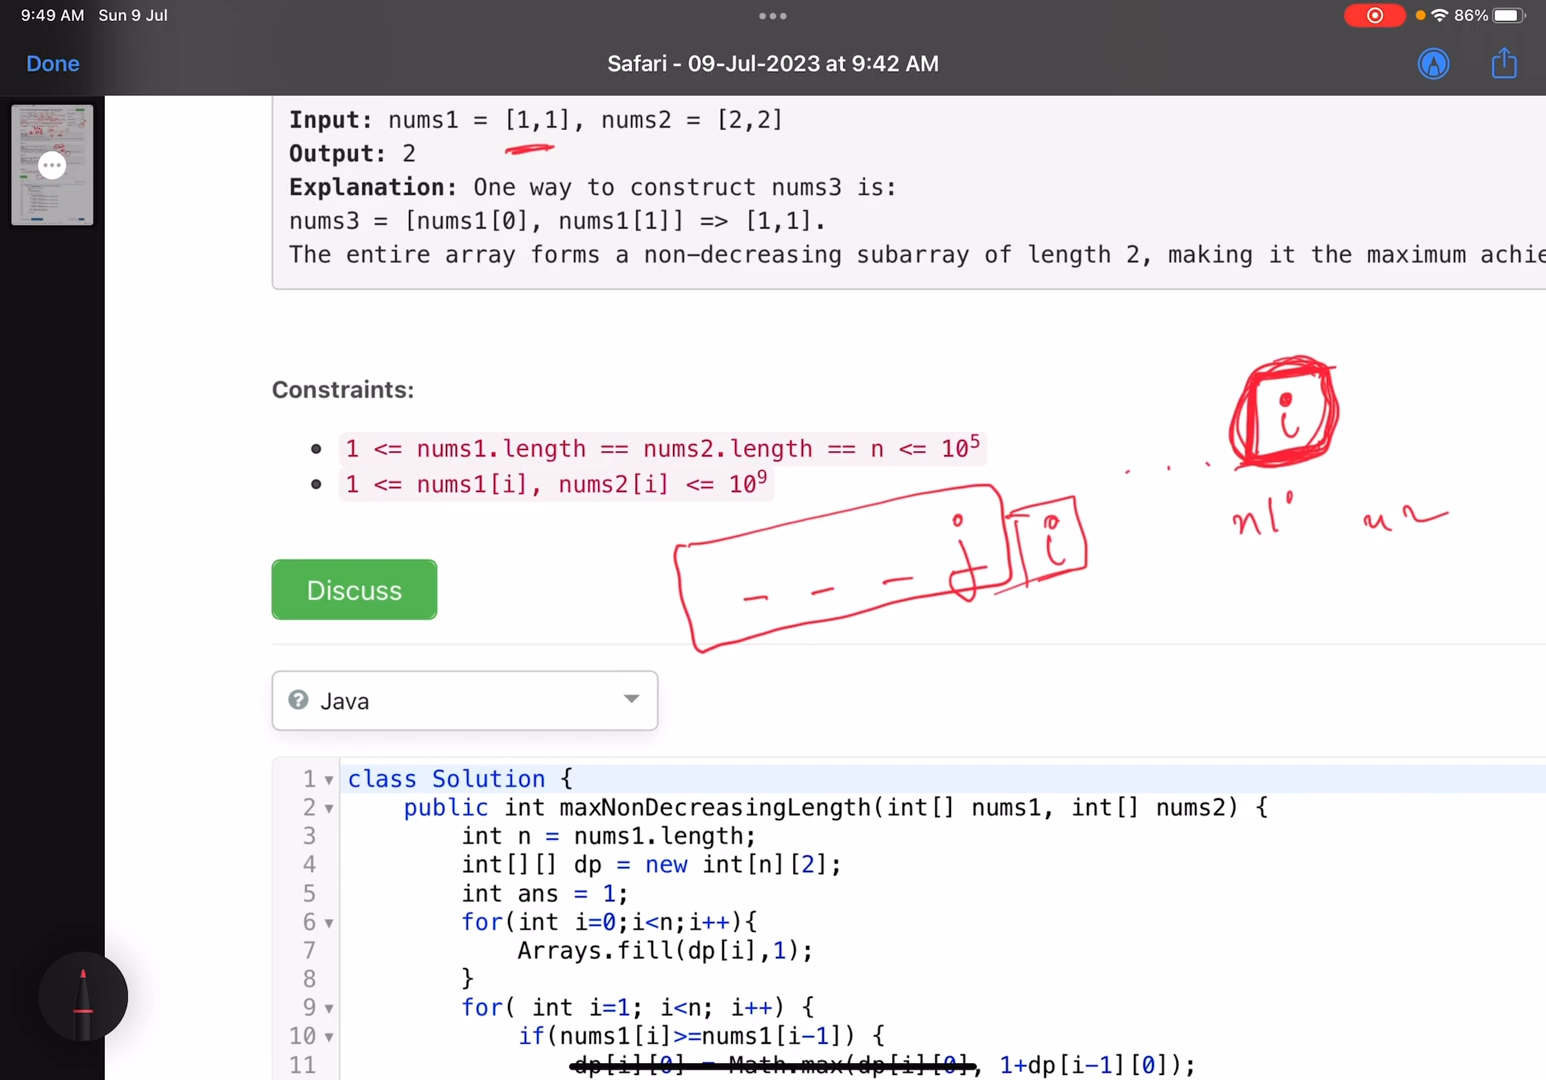 9:49 AM Sun 9 Jul
86%
Done
Safari - 09-Jul-2023 at 9:42 AM
Input: nums1 = [1,1], nums2 = [2,2]
Output: 2
Explanation: One way to construct nums3 is:
nums3 = [nums1[0], nums1[1]] => [1,1].
The entire array forms a non-decreasing subarray of length 2, making it the maximum achie
Constraints:
1 <= nums1.length == nums2.length == n <= 10^5
1 <= nums1[i], nums2[i] <= 10^9
i
n1 n2
j i
Discuss
Java
1 class Solution {
2 public int maxNonDecreasingLength(int[] nums1, int[] nums2) {
3 int n = nums1.length;
4 int[][] dp = new int[n][2];
5 int ans = 1;
6 for(int i=0;i<n;i++){
7 Arrays.fill(dp[i],1);
8 }
9 for( int i=1; i<n; i++) {
10 if(nums1[i]>=nums1[i-1]) {
11 dp[i][0] = Math.max(dp[i][0], 1+dp[i-1][0]);